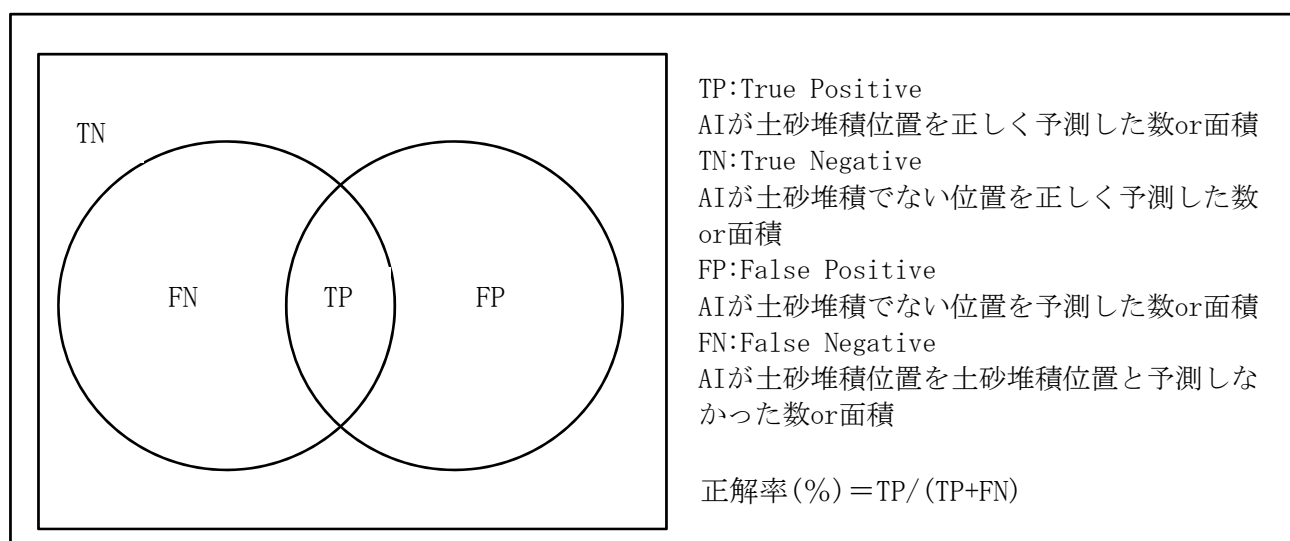 TN
FN
TP
FP
TP:True Positive
AIが土砂堆積位置を正しく予測した数or面積
TN:True Negative
AIが土砂堆積でない位置を正しく予測した数
or面積
FP:False Positive
AIが土砂堆積でない位置を予測した数or面積
FN:False Negative
AIが土砂堆積位置を土砂堆積位置と予測しな
かった数or面積
正解率(%)＝TP/(TP+FN)